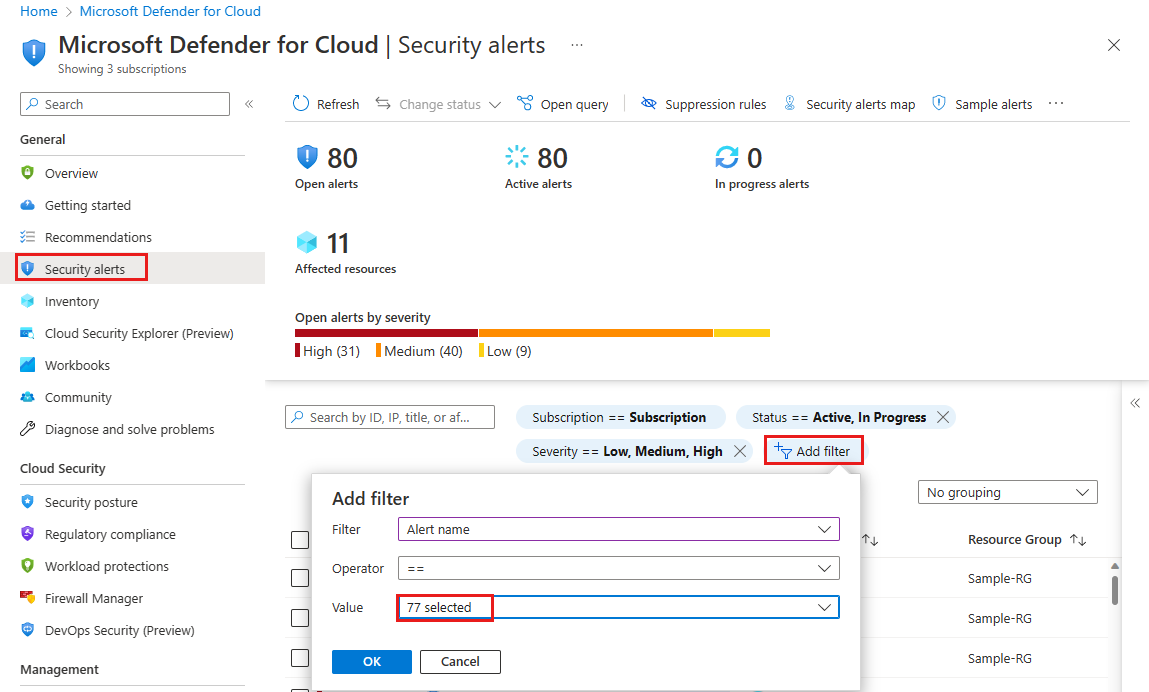 Home > Microsoft Defender for Cloud
Microsoft Defender for Cloud | Security alerts ...
Showing 3 subscriptions
Search
«
Refresh Change status Open query Suppression rules Security alerts map Sample alerts ...
General
Overview
Getting started
Recommendations
Security alerts
Inventory
Cloud Security Explorer (Preview)
Workbooks
Community
Diagnose and solve problems
Cloud Security
Security posture
Regulatory compliance
Workload protections
Firewall Manager
DevOps Security (Preview)
Management
80 80 0
Open alerts Active alerts In progress alerts
11
Affected resources
Open alerts by severity
High (31) Medium (40) Low (9)
«
Search by ID, IP, title, or af... Subscription == Subscription Status == Active, In Progress
Severity == Low, Medium, High Add filter
No grouping
Add filter
Filter Alert name
Operator ==
Value 77 selected
OK Cancel
Resource Group
Sample-RG
Sample-RG
Sample-RG